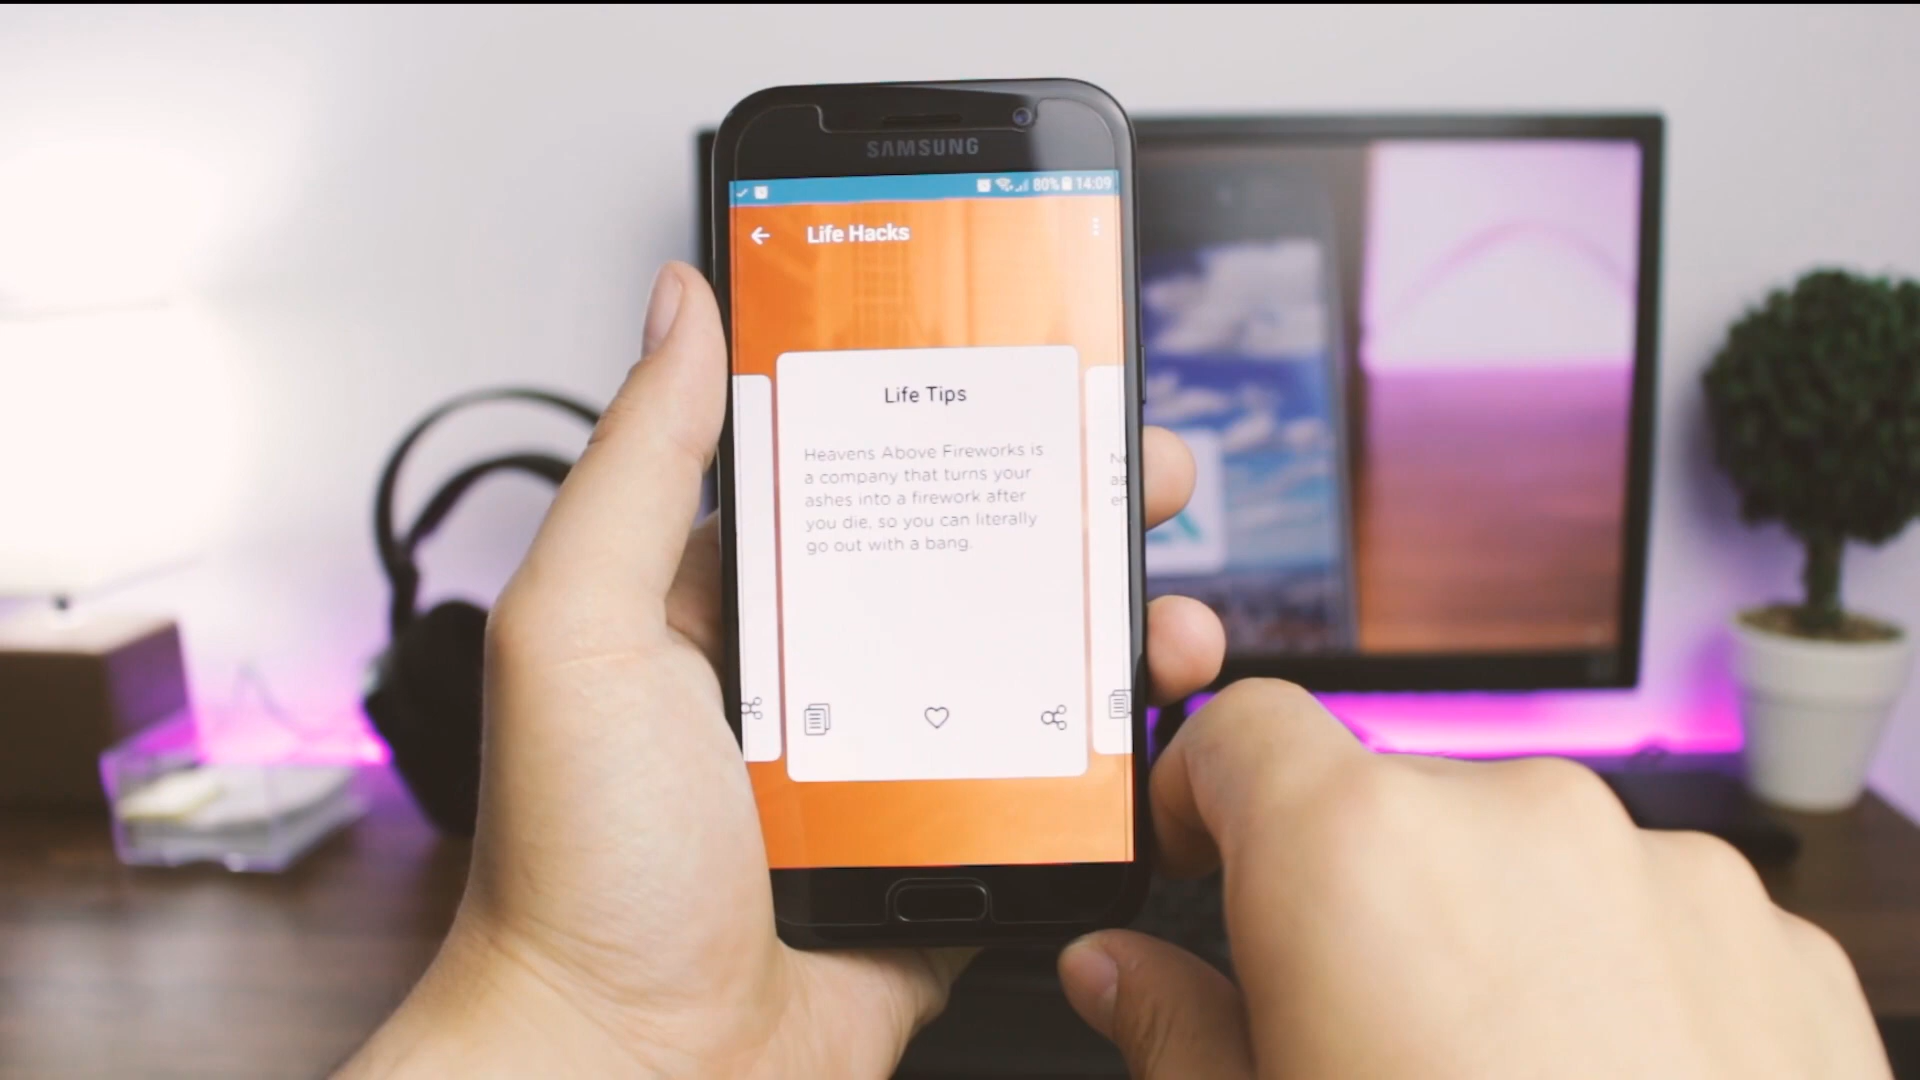 SAMSUNG
80% 14:09
Life Hacks
Life Tips
Heavens Above Fireworks is
a company that turns your
ashes into a firework after
you die, so you can literally
go out with a bang.